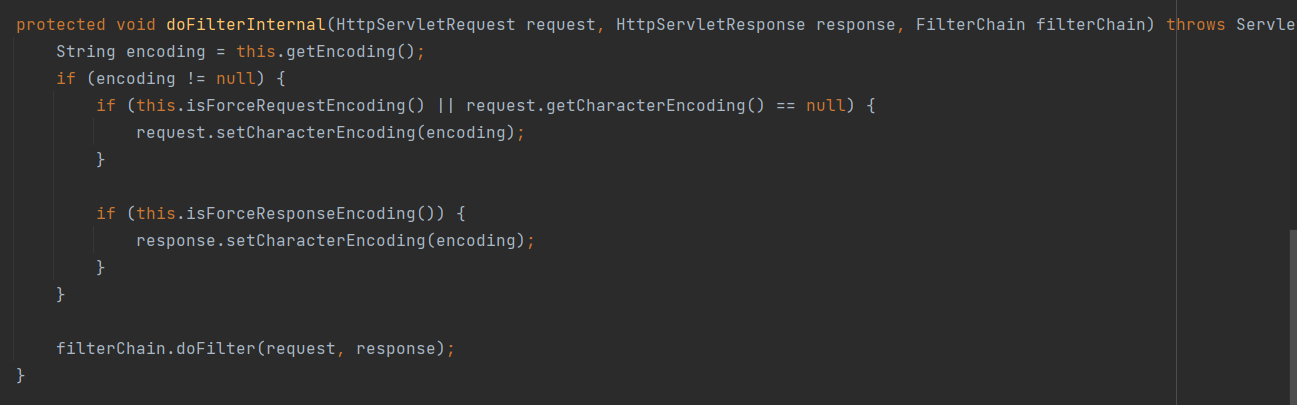 protected void doFilterInternal(HttpServletRequest request, HttpServletResponse response, FilterChain filterChain) throws Servle
String encoding = this.getEncoding();
if (encoding != null) {
if (this.isForceRequestEncoding() || request.getCharacterEncoding() == null) {
request.setCharacterEncoding(encoding);
}
if (this.isForceResponseEncoding()) {
response.setCharacterEncoding(encoding);
}
}
filterChain.doFilter(request, response);
}